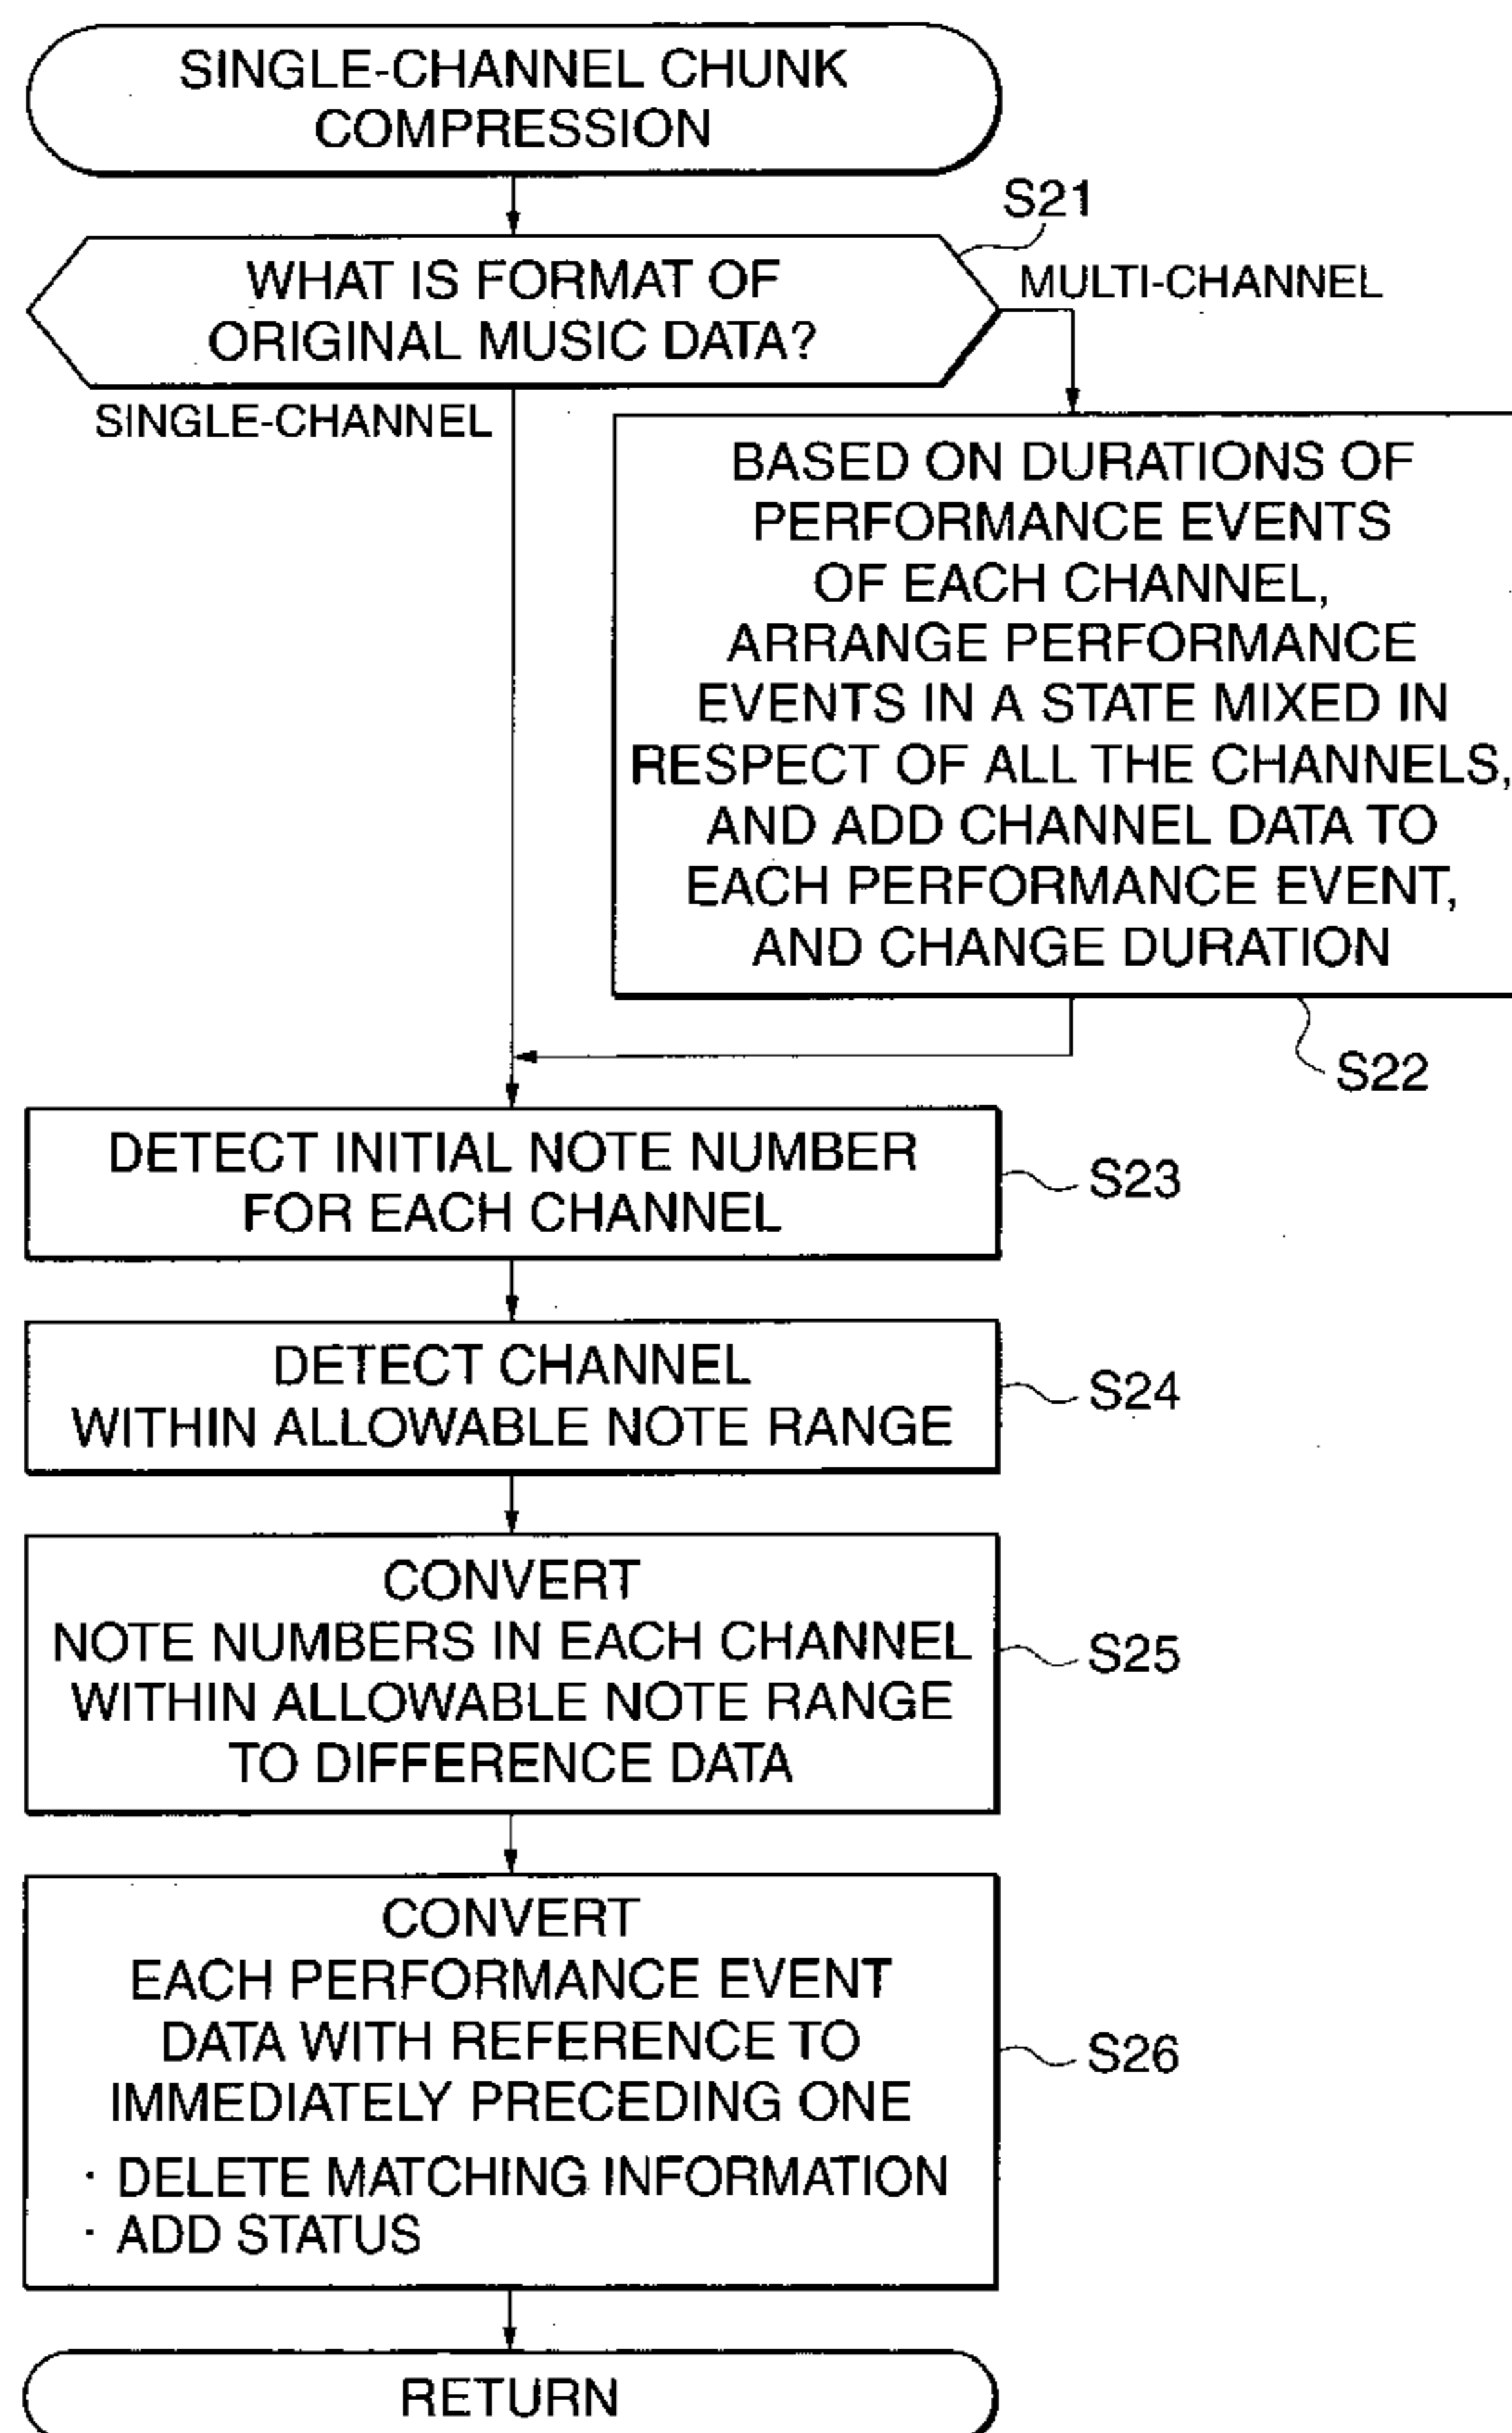 SINGLE-CHANNEL CHUNK
COMPRESSION
S21
WHAT IS FORMAT OF
ORIGINAL MUSIC DATA?
MULTI-CHANNEL
SINGLE-CHANNEL
BASED ON DURATIONS OF
PERFORMANCE EVENTS
OF EACH CHANNEL,
ARRANGE PERFORMANCE
EVENTS IN A STATE MIXED IN
RESPECT OF ALL THE CHANNELS,
AND ADD CHANNEL DATA TO
EACH PERFORMANCE EVENT,
AND CHANGE DURATION
S22
DETECT INITIAL NOTE NUMBER
FOR EACH CHANNEL
S23
DETECT CHANNEL
WITHIN ALLOWABLE NOTE RANGE
S24
CONVERT
NOTE NUMBERS IN EACH CHANNEL
WITHIN ALLOWABLE NOTE RANGE
TO DIFFERENCE DATA
S25
CONVERT
EACH PERFORMANCE EVENT
DATA WITH REFERENCE TO
IMMEDIATELY PRECEDING ONE
· DELETE MATCHING INFORMATION
· ADD STATUS
S26
RETURN